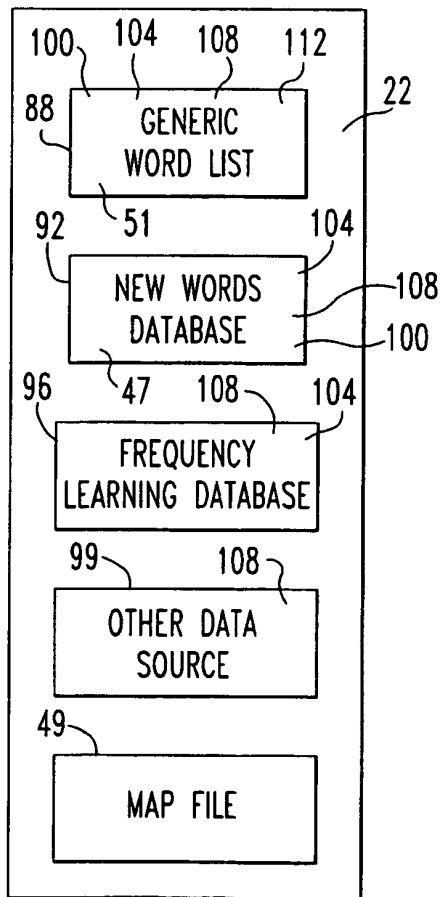 100 104 108 112
22
88
GENERIC
WORD LIST
51
92
104
NEW WORDS
108
DATABASE
100
47
96
108
104
FREQUENCY
LEARNING DATABASE
99
108
OTHER DATA
SOURCE
49
MAP FILE